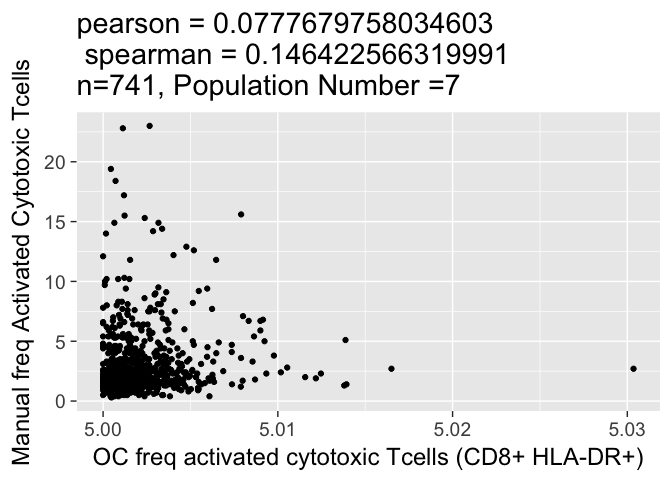 pearson = 0.0777679758034603
spearman = 0.146422566319991
n=741, Population Number =7
Manual freq Activated Cytotoxic Tcells
20
15
10
5
0
5.00 5.01 5.02 5.03
OC freq activated cytotoxic Tcells (CD8+ HLA-DR+)